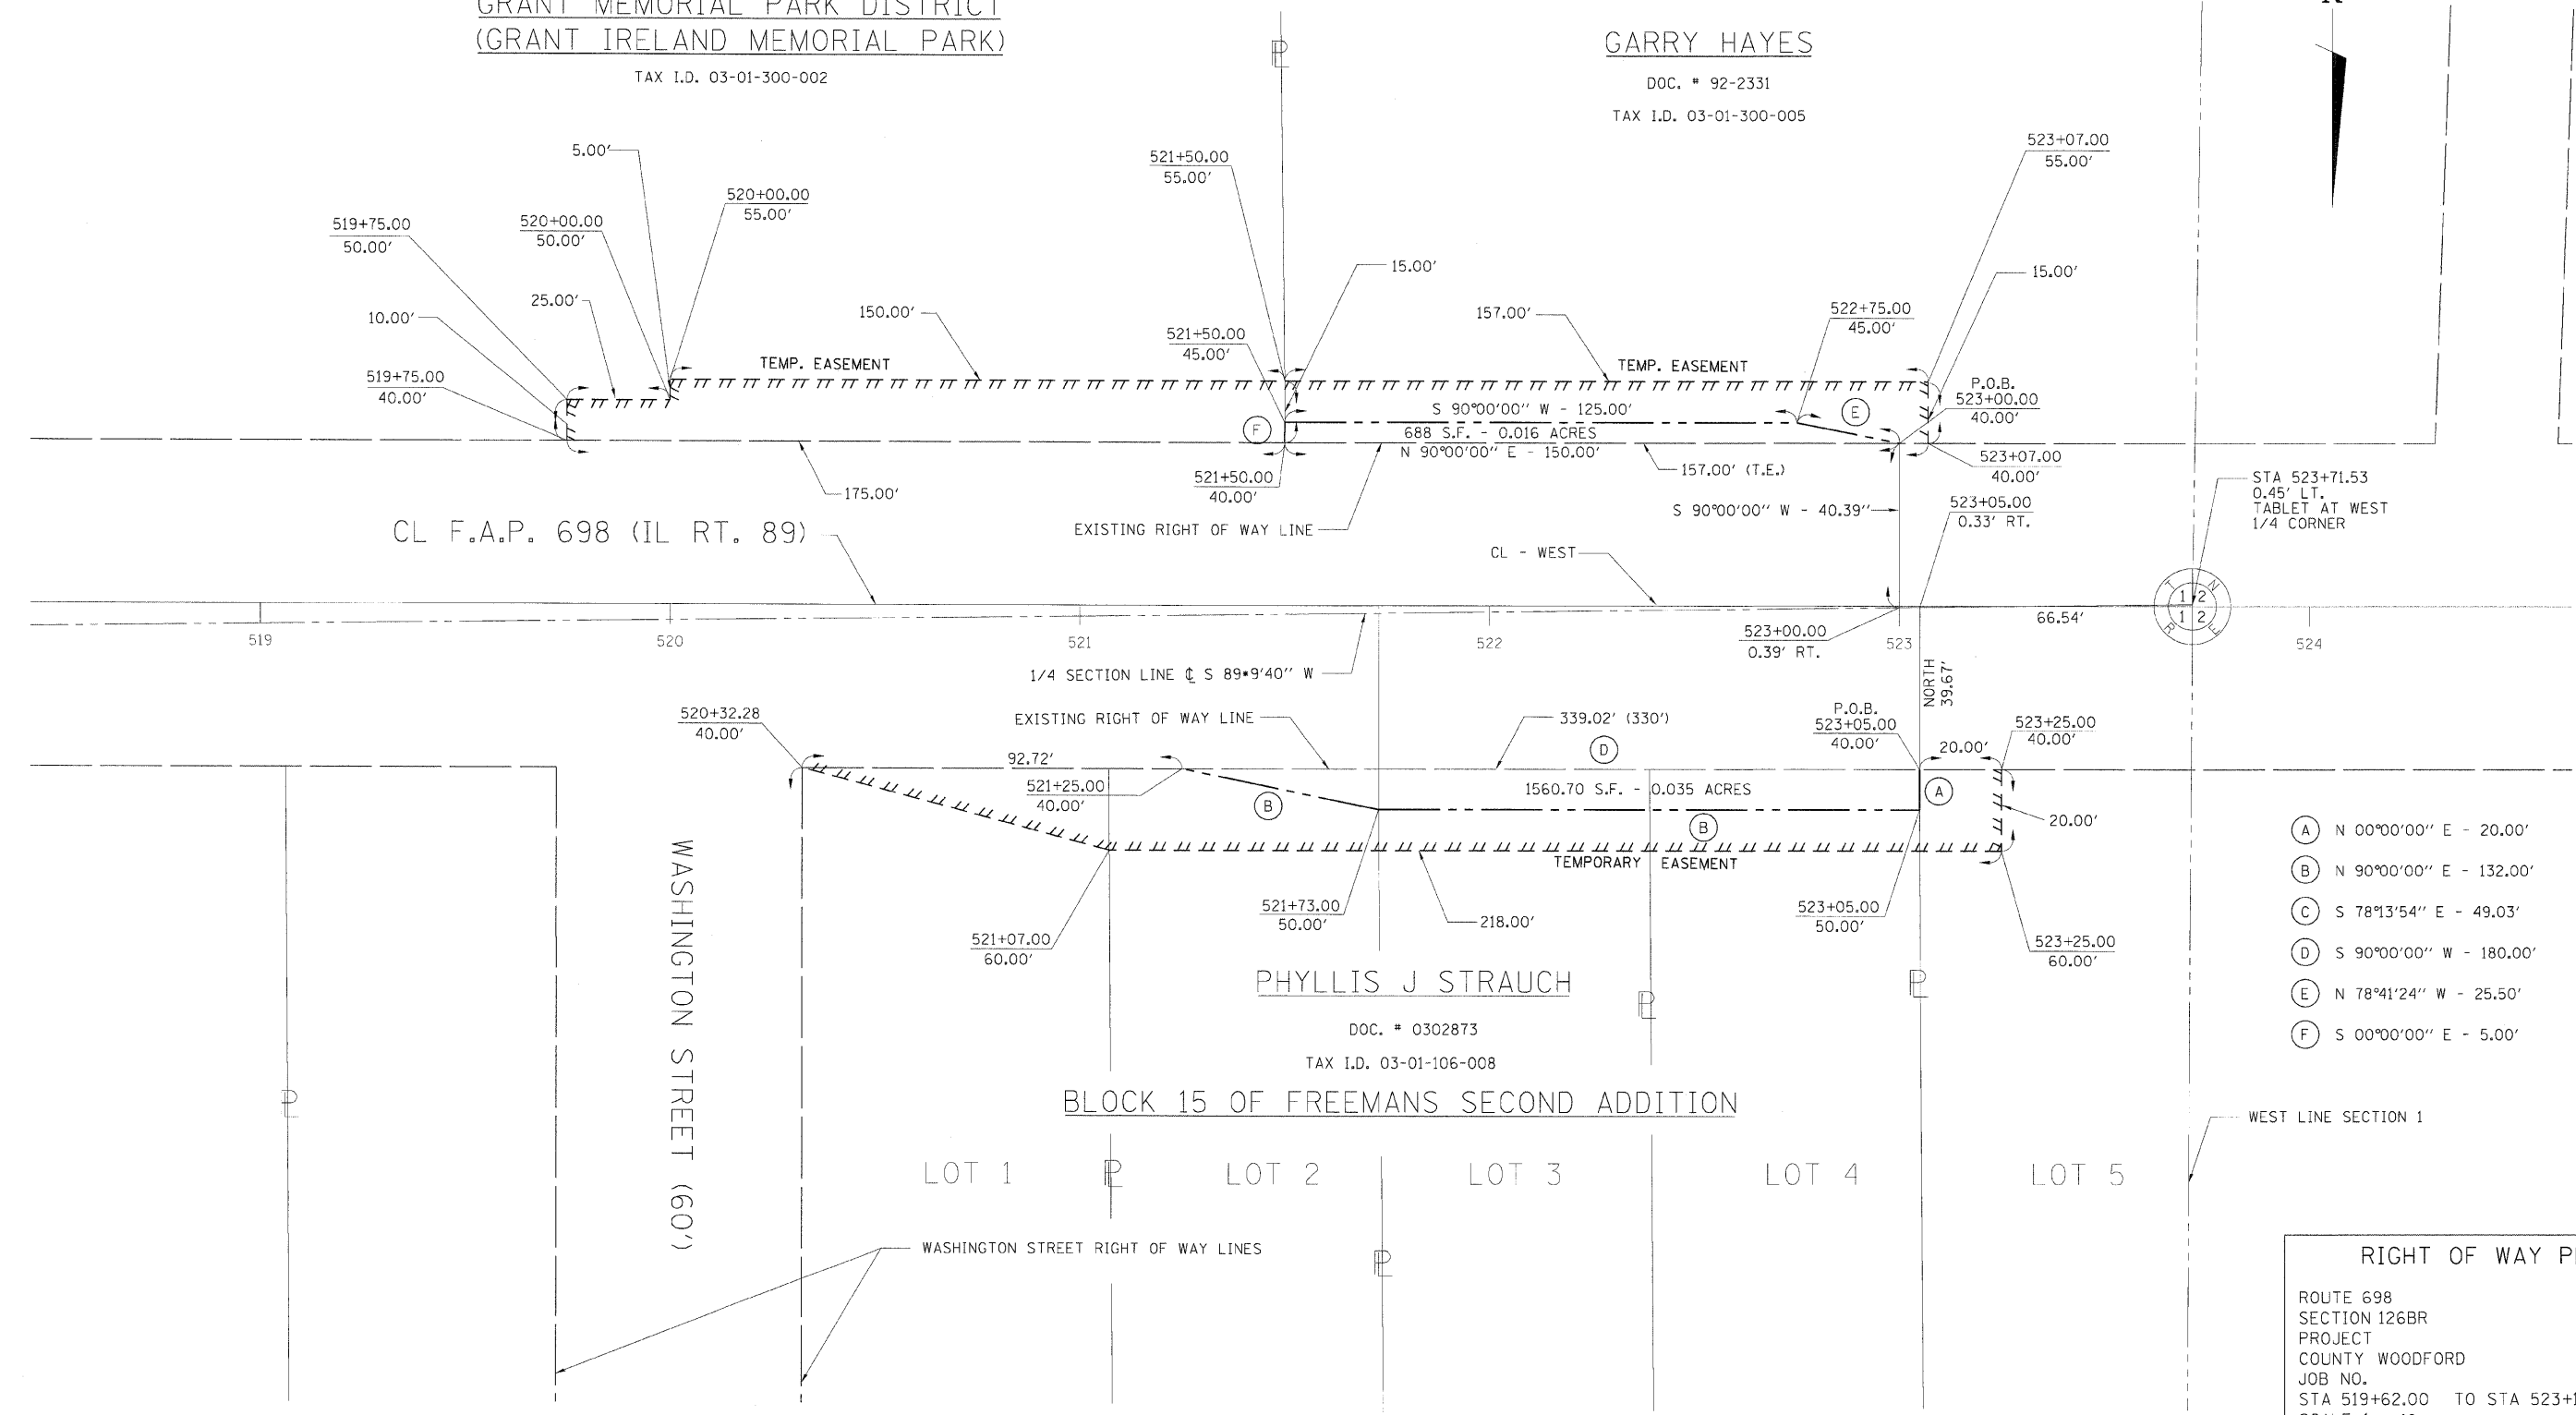 GRANT MEMORIAL PARK DISTRICT
(GRANT IRELAND MEMORIAL PARK)
TAX I.D. 03-01-300-002
GARRY HAYES
DOC. # 92-2331
TAX I.D. 03-01-300-005
5.00'
520+00.00
55.00'
520+00.00
50.00'
519+75.00
50.00'
25.00'
10.00'
519+75.00
40.00'
150.00'
TEMP. EASEMENT
521+50.00
55.00'
15.00'
521+50.00
45.00'
157.00'
TEMP. EASEMENT
522+75.00
45.00'
523+07.00
55.00'
15.00'
P.O.B.
523+00.00
40.00'
S 90°00'00" W - 125.00'
E
F
688 S.F. - 0.016 ACRES
N 90°00'00" E - 150.00'
157.00' (T.E.)
523+07.00
40.00'
521+50.00
40.00'
175.00'
S 90°00'00" W - 40.39"
523+05.00
0.33' RT.
STA 523+71.53
0.45' LT.
TABLET AT WEST
1/4 CORNER
CL F.A.P. 698 (IL RT. 89)
EXISTING RIGHT OF WAY LINE
CL - WEST
T N
1 2
1 2
R E
66.54'
519
520
521
522
523
524
523+00.00
0.39' RT.
1/4 SECTION LINE ℄ S 89*9'40" W
NORTH
39.67'
520+32.28
40.00'
EXISTING RIGHT OF WAY LINE
339.02' (330')
D
P.O.B.
523+05.00
40.00'
20.00'
523+25.00
40.00'
92.72'
521+25.00
40.00'
B
1560.70 S.F. - 0.035 ACRES
A
B
20.00'
TEMPORARY EASEMENT
521+07.00
60.00'
521+73.00
50.00'
218.00'
523+05.00
50.00'
523+25.00
60.00'
A N 00°00'00" E - 20.00'
B N 90°00'00" E - 132.00'
C S 78°13'54" E - 49.03'
D S 90°00'00" W - 180.00'
E N 78°41'24" W - 25.50'
F S 00°00'00" E - 5.00'
WASHINGTON STREET (60')
PHYLLIS J STRAUCH
DOC. # 0302873
TAX I.D. 03-01-106-008
BLOCK 15 OF FREEMANS SECOND ADDITION
WEST LINE SECTION 1
LOT 1
LOT 2
LOT 3
LOT 4
LOT 5
WASHINGTON STREET RIGHT OF WAY LINES
RIGHT OF WAY
ROUTE 698
SECTION 126BR
PROJECT
COUNTY WOODFORD
JOB NO.
STA 519+62.00 TO STA